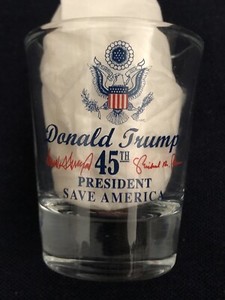 Donald Trump
45TH
PRESIDENT
SAVE AMERICA